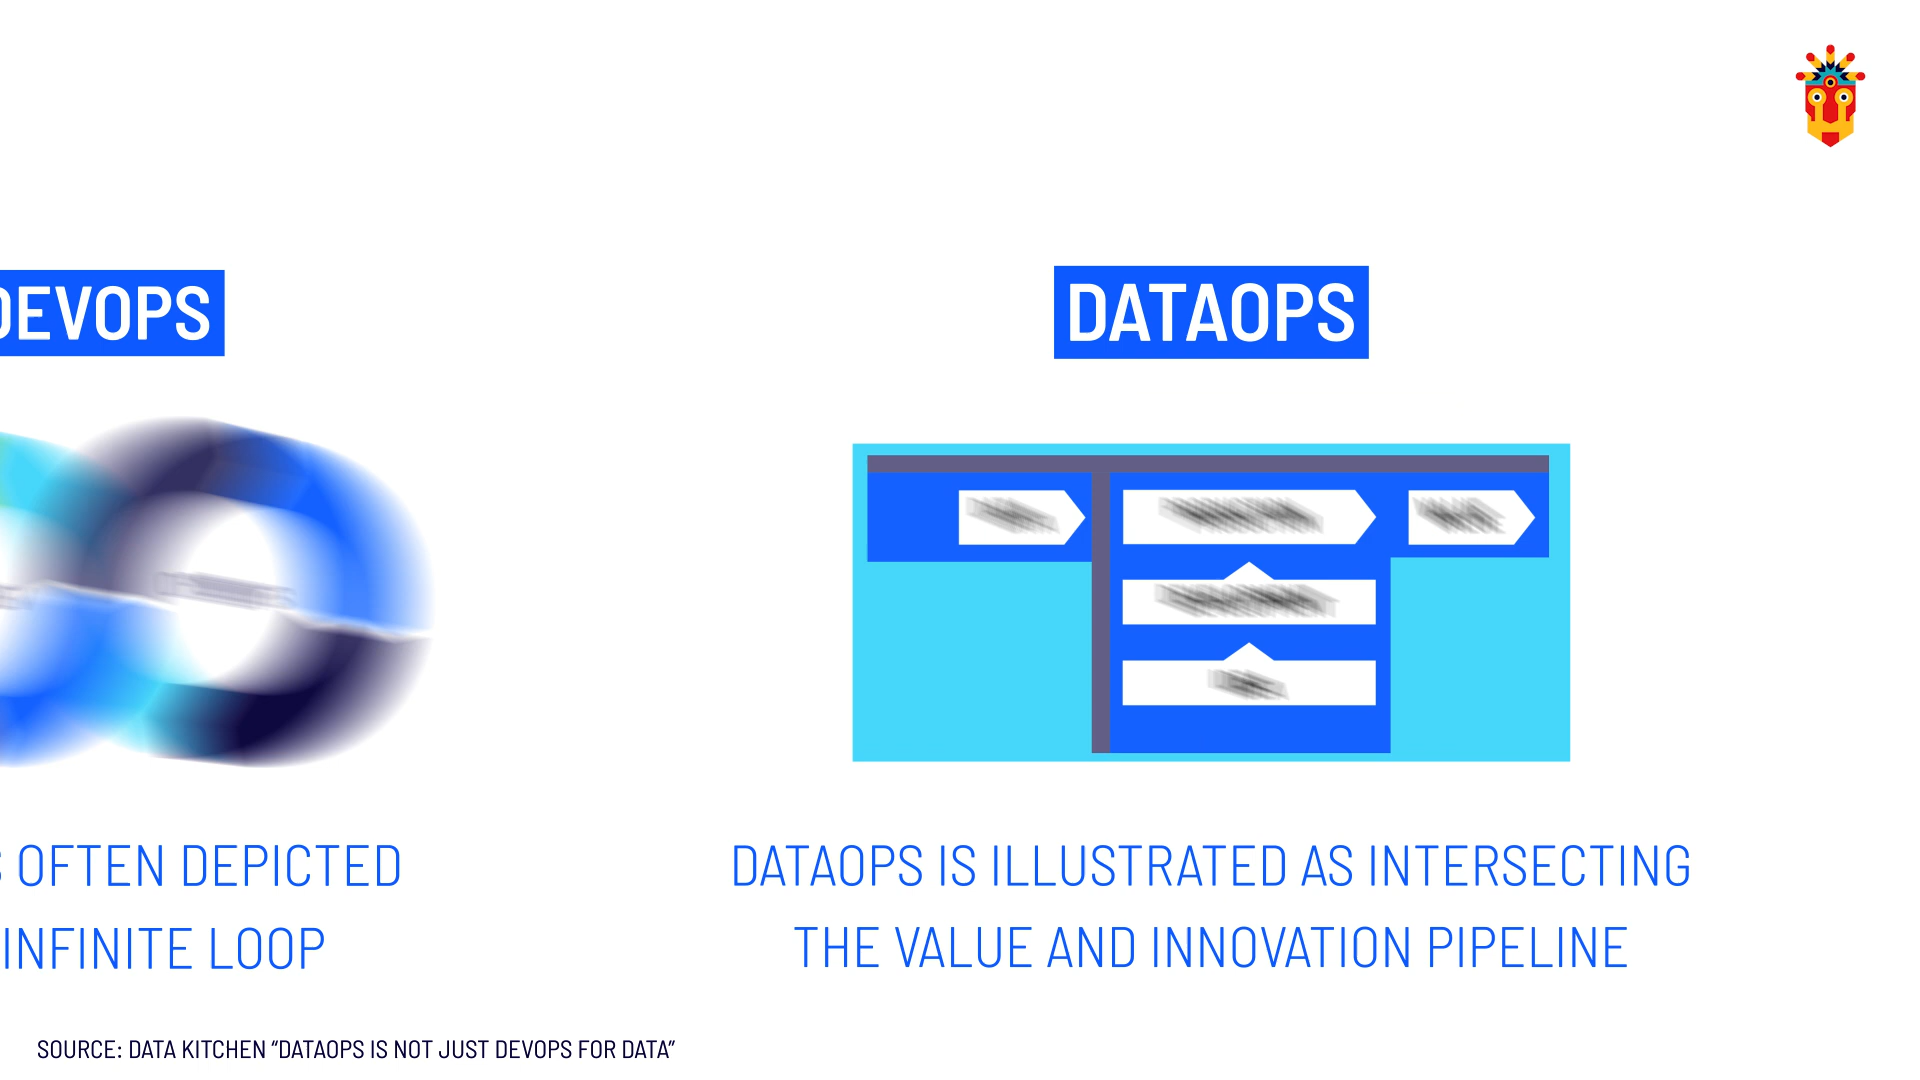 DEVOPS
DATAOPS
OFTEN DEPICTED
INFINITE LOOP
DATAOPS IS ILLUSTRATED AS INTERSECTING
THE VALUE AND INNOVATION PIPELINE
SOURCE: DATA KITCHEN “DATAOPS IS NOT JUST DEVOPS FOR DATA”